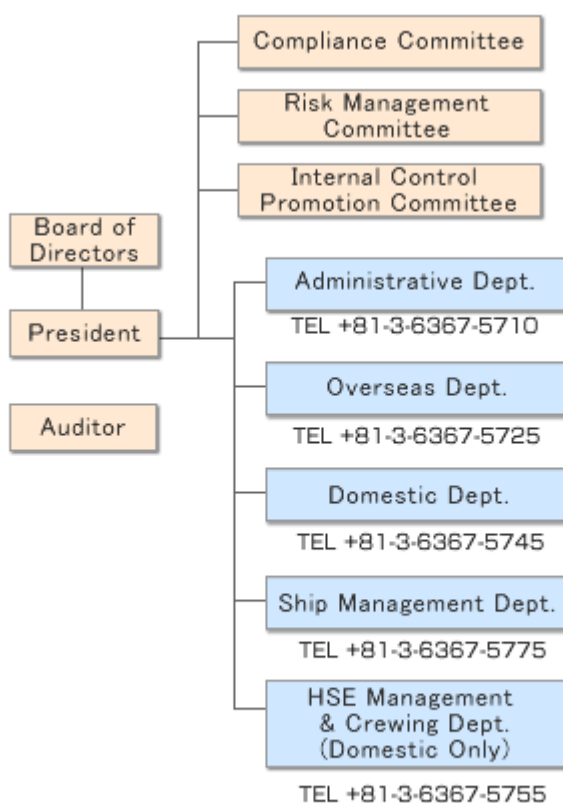 Compliance Committee
Risk Management
Committee
Internal Control
Promotion Committee
Board of
Directors
President
Auditor
Administrative Dept.
TEL +81-3-6367-5710
Overseas Dept.
TEL +81-3-6367-5725
Domestic Dept.
TEL +81-3-6367-5745
Ship Management Dept.
TEL +81-3-6367-5775
HSE Management
& Crewing Dept.
(Domestic Only)
TEL +81-3-6367-5755